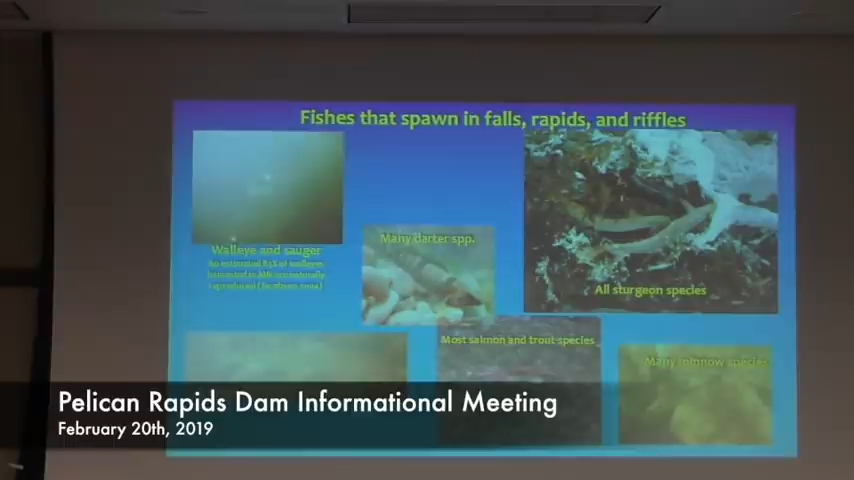 Fishes that spawn in falls, rapids, and riffles
Walleye and sauger
Many darter spp.
All sturgeon species
Most salmon and trout species
Many minnow species
Pelican Rapids Dam Informational Meeting
February 20th, 2019